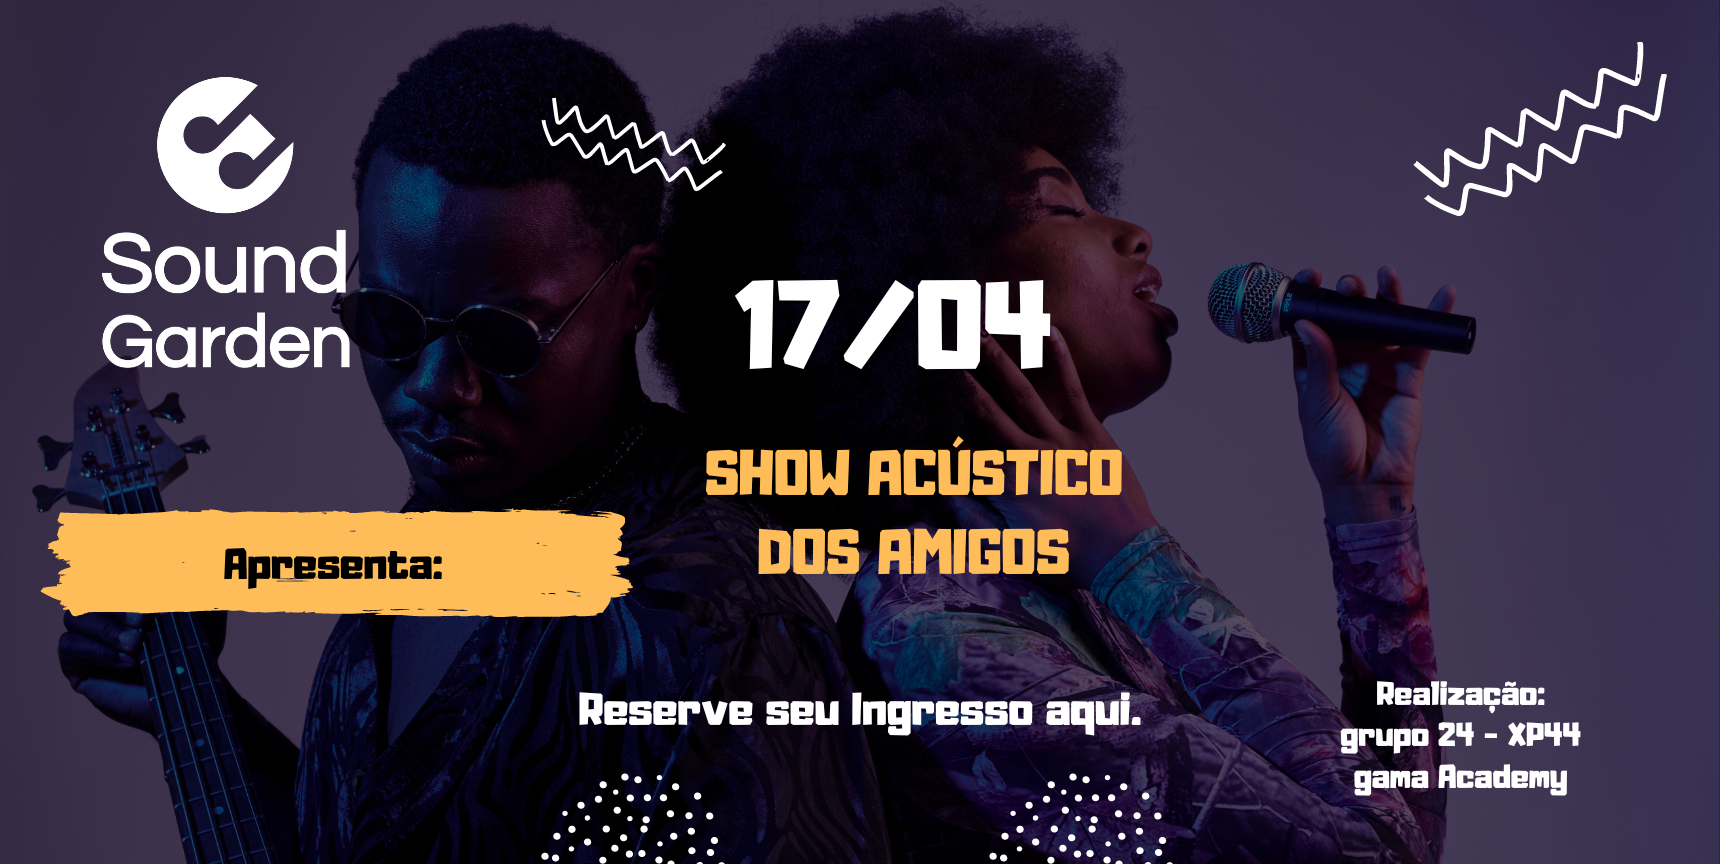 Sound
Garden
Apresenta:
17/04
SHOW ACÚSTICO
DOS AMIGOS
Reserve seu Ingresso aqui.
Realização:
grupo 24 - XP44
gama Academy